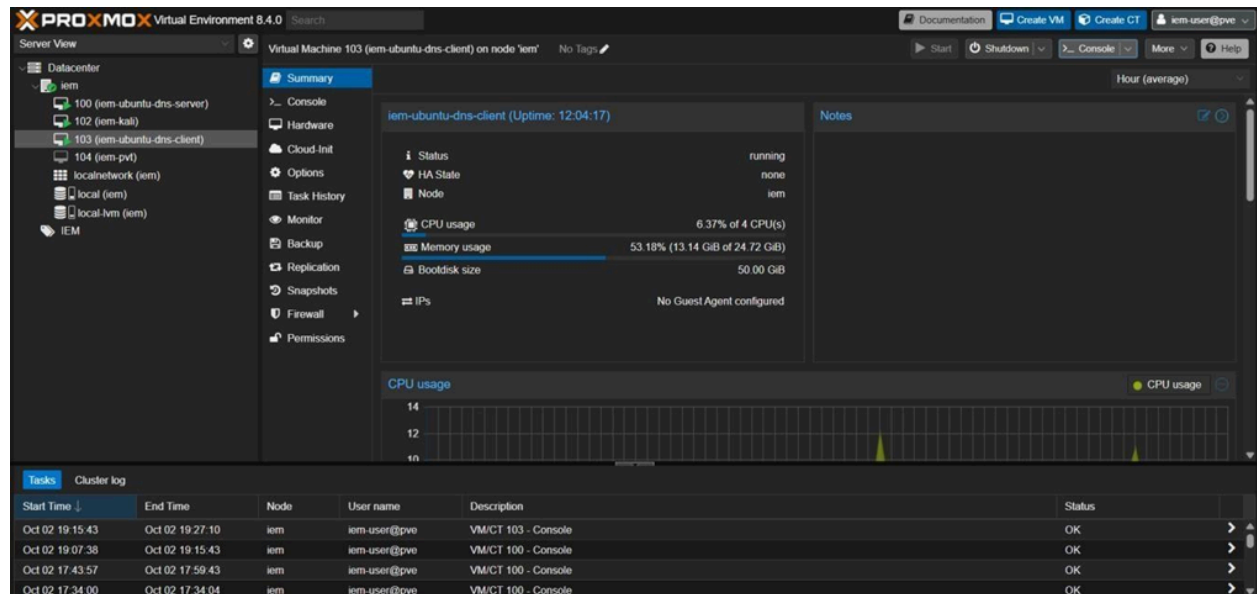 PROXMOX Virtual Environment 8.4.0 Search Documentation Create VM Create CT iem-user@pve
Server View
Datacenter
iem
100 (iem-ubuntu-dns-server)
102 (iem-kali)
103 (iem-ubuntu-dns-client)
104 (iem-pvt)
localnetwork (iem)
local (iem)
local-lvm (iem)
IEM
Virtual Machine 103 (iem-ubuntu-dns-client) on node 'iem' No Tags Start Shutdown Console More Help
Summary
Console
Hardware
Cloud-Init
Options
Task History
Monitor
Backup
Replication
Snapshots
Firewall
Permissions
Hour (average)
iem-ubuntu-dns-client (Uptime: 12:04:17)
Status running
HA State none
Node iem
CPU usage 6.37% of 4 CPU(s)
Memory usage 53.18% (13.14 GiB of 24.72 GiB)
Bootdisk size 50.00 GiB
IPs No Guest Agent configured
Notes
CPU usage CPU usage
14
12
10
Tasks Cluster log
Start Time End Time Node User name Description Status
Oct 02 19:15:43 Oct 02 19:27:10 iem iem-user@pve VM/CT 103 - Console OK
Oct 02 19:07:38 Oct 02 19:15:43 iem iem-user@pve VM/CT 100 - Console OK
Oct 02 17:43:57 Oct 02 17:59:43 iem iem-user@pve VM/CT 100 - Console OK
Oct 02 17:34:00 Oct 02 17:34:04 iem iem-user@pve VM/CT 100 - Console OK